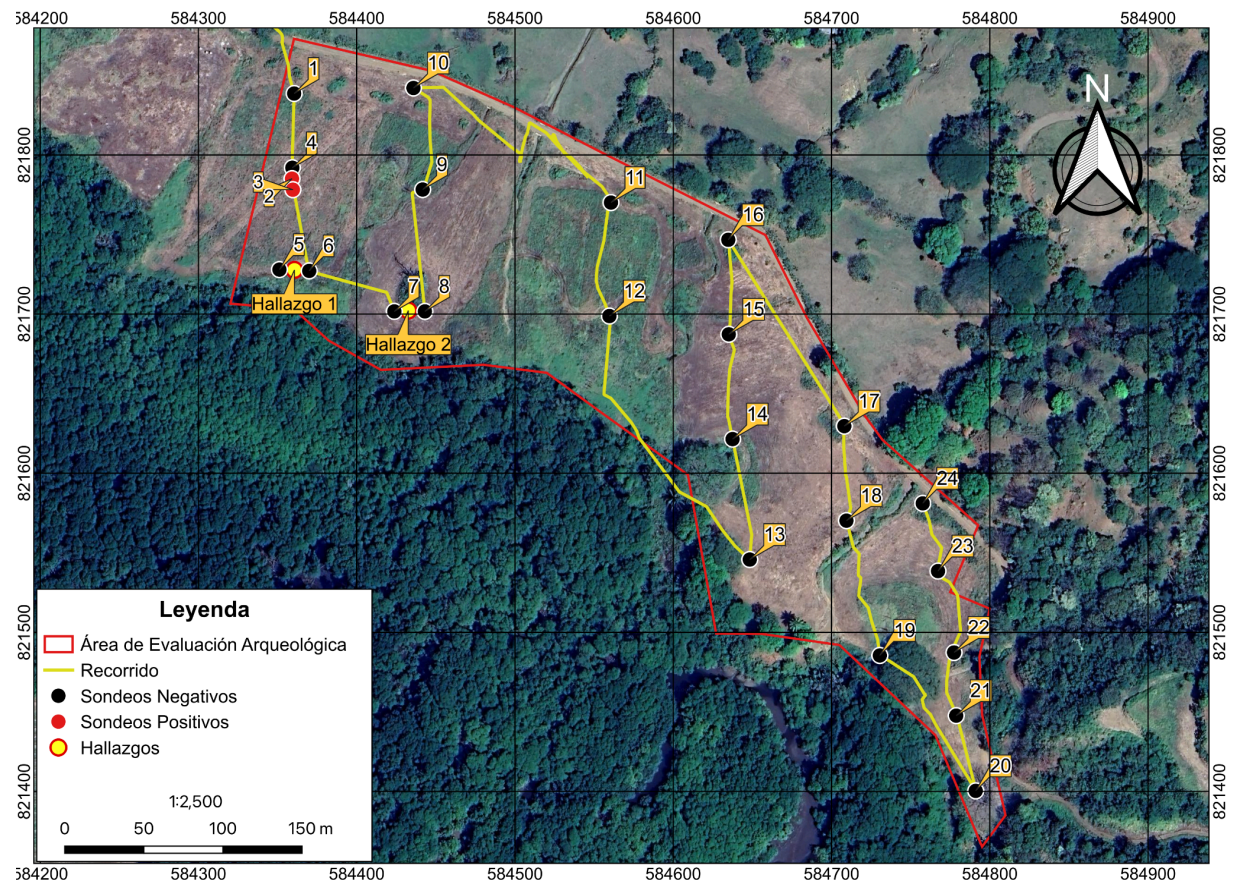 584200 584300 584400 584500 584600 584700 584800 584900
N
1
10
4
9
3
2
11
16
5
6
7
8
Hallazgo 1
Hallazgo 2
12
15
14
17
24
18
13
23
19
22
21
20
821800
821700
821600
821500
821400
821800
821700
821600
821500
821400
Leyenda
Área de Evaluación Arqueológica
Recorrido
Sondeos Negativos
Sondeos Positivos
Hallazgos
1:2,500
0 50 100 150 m
584200 584300 584400 584500 584600 584700 584800 584900